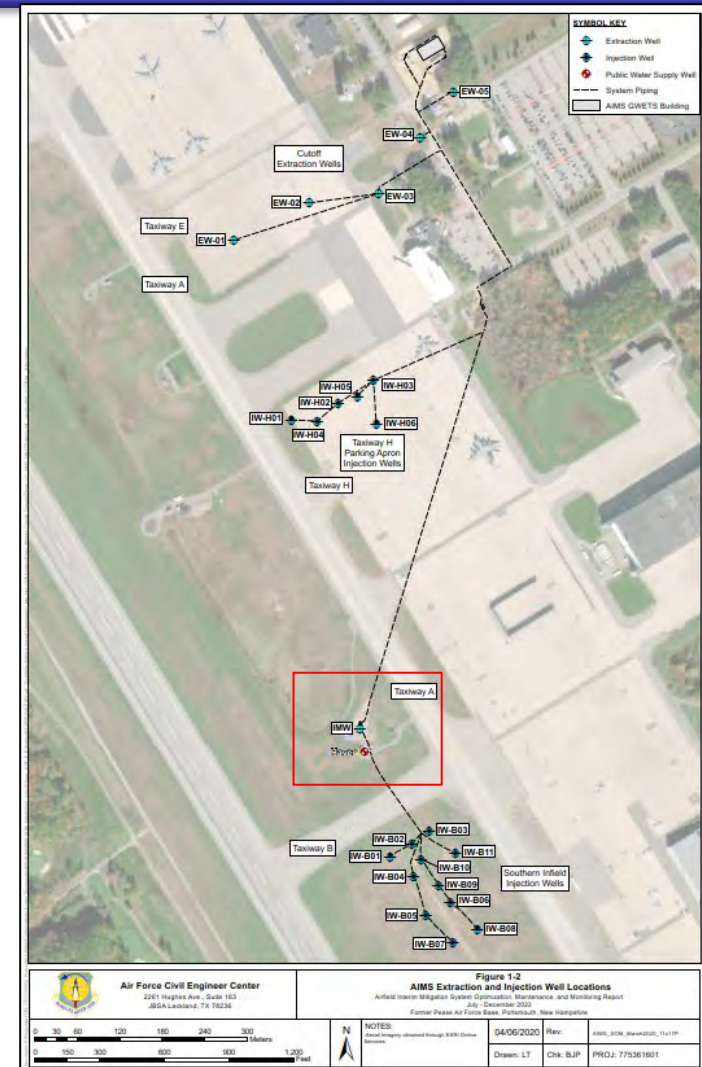 SYMBOL KEY
Extraction Well
Injection Well
Public Water Supply Well
System Piping
AIMS GWETS Building
EW-05
EW-04
Cutoff
Extraction Wells
EW-03
EW-02
Taxiway E
EW-01
Taxiway A
IW-H05
IW-H03
IW-H02
IW-H01
IW-H04
IW-H06
Taxiway H
Parking Apron
Injection Wells
Taxiway H
Taxiway A
IMW
Haven
IW-B03
IW-B02
Taxiway B
IW-B01
IW-B11
IW-B10
IW-B04
Southern Infield
Injection Wells
IW-B09
IW-B06
IW-B05
IW-B08
IW-B07
Air Force Civil Engineer Center
2261 Hughes Ave., Suite 163
JBSA Lackland, TX 78236
Figure 1-2
AIMS Extraction and Injection Well Locations
Airfield Interim Mitigation System Optimization, Maintenance, and Monitoring Report
July - December 2022
Former Pease Air Force Base, Portsmouth, New Hampshire
0 30 60 120 180 240 300
Meters
0 150 300 600 900 1,200
Feet
N
NOTES:
Aerial Imagery obtained through ESRI Online
Services
04/06/2020 Rev:
Drawn: LT Chk: BJP PROJ: 775361601